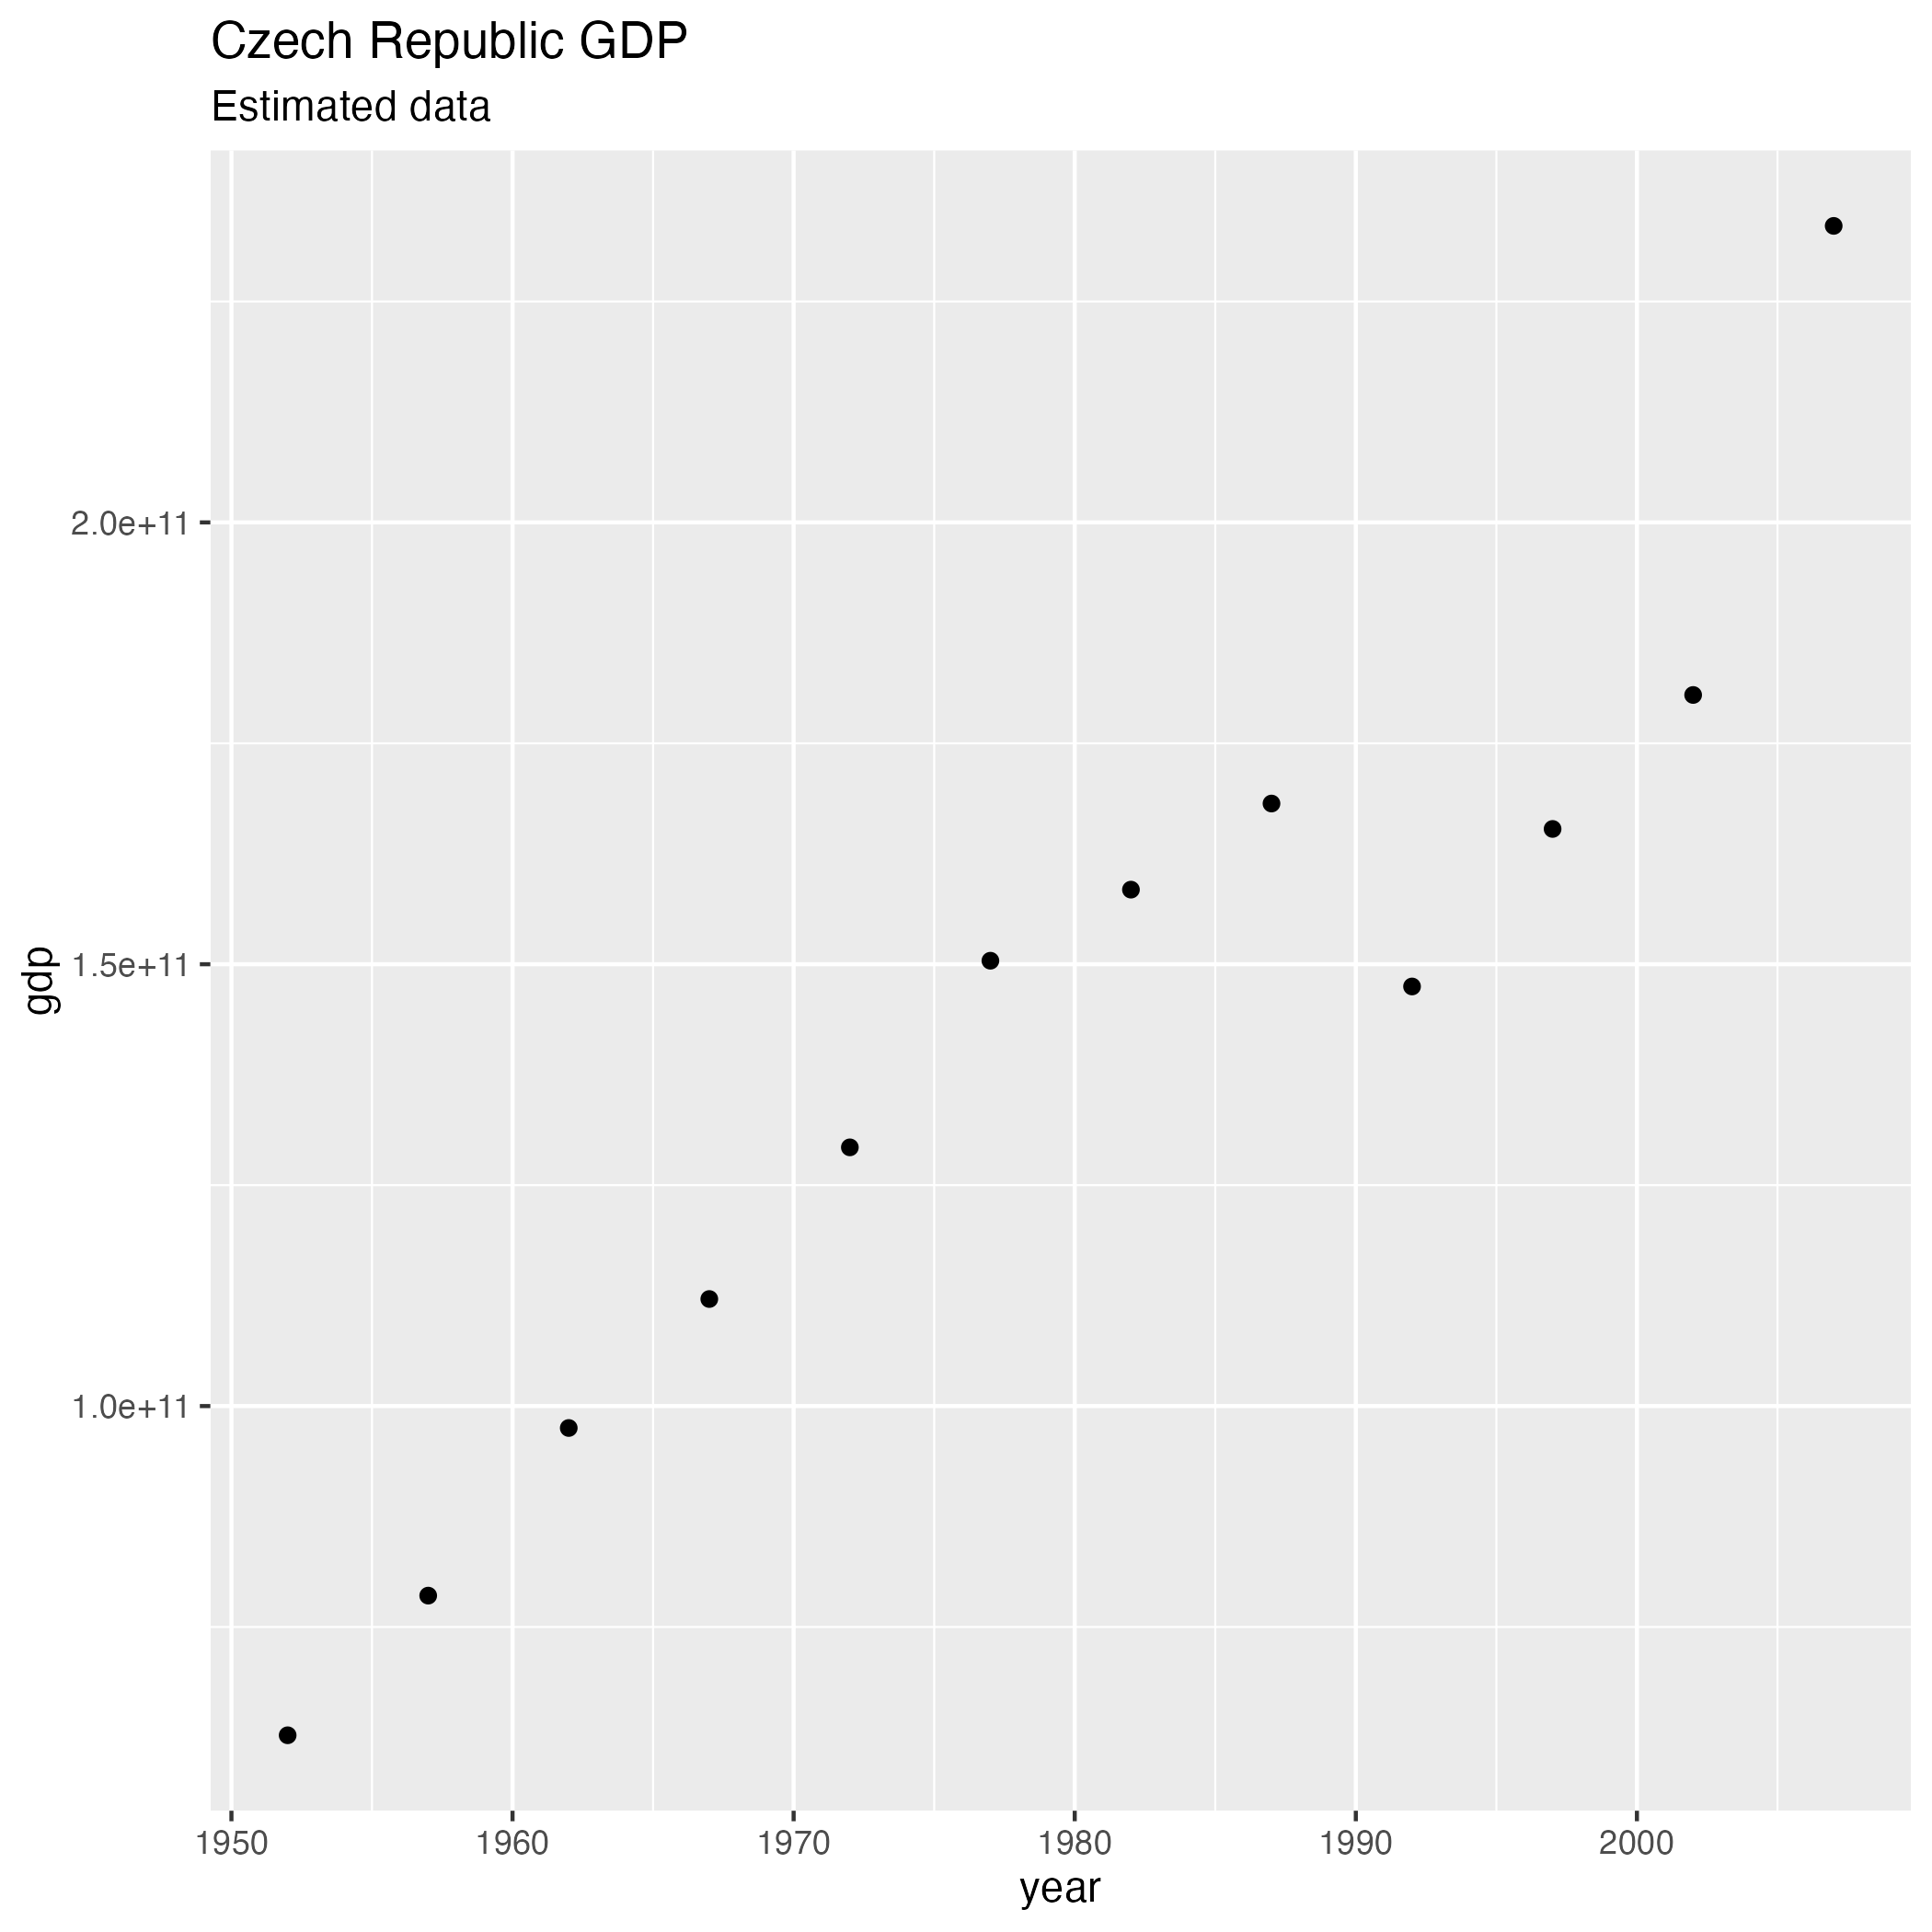 Czech Republic GDP
Estimated data
2.0e+11
1.5e+11
1.0e+11
gdp
1950 1960 1970 1980 1990 2000
year